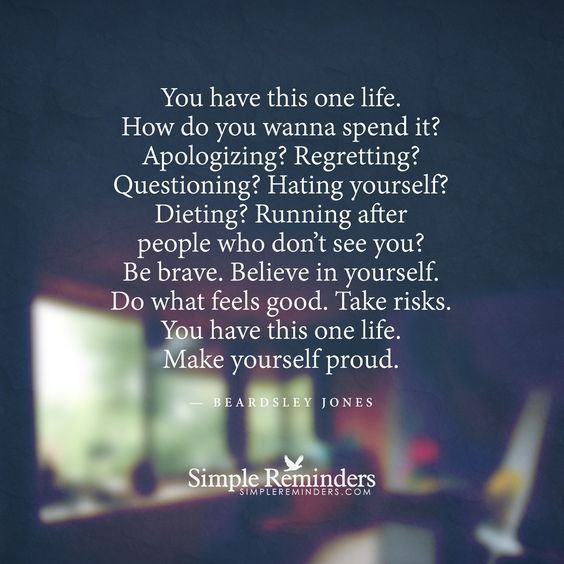 You have this one life.
How do you wanna spend it?
Apologizing? Regretting?
Questioning? Hating yourself?
Dieting? Running after
people who don’t see you?
Be brave. Believe in yourself.
Do what feels good. Take risks.
You have this one life.
Make yourself proud.
— BEARDSLEY JONES
Simple Reminders
SIMPLEREMINDERS.COM